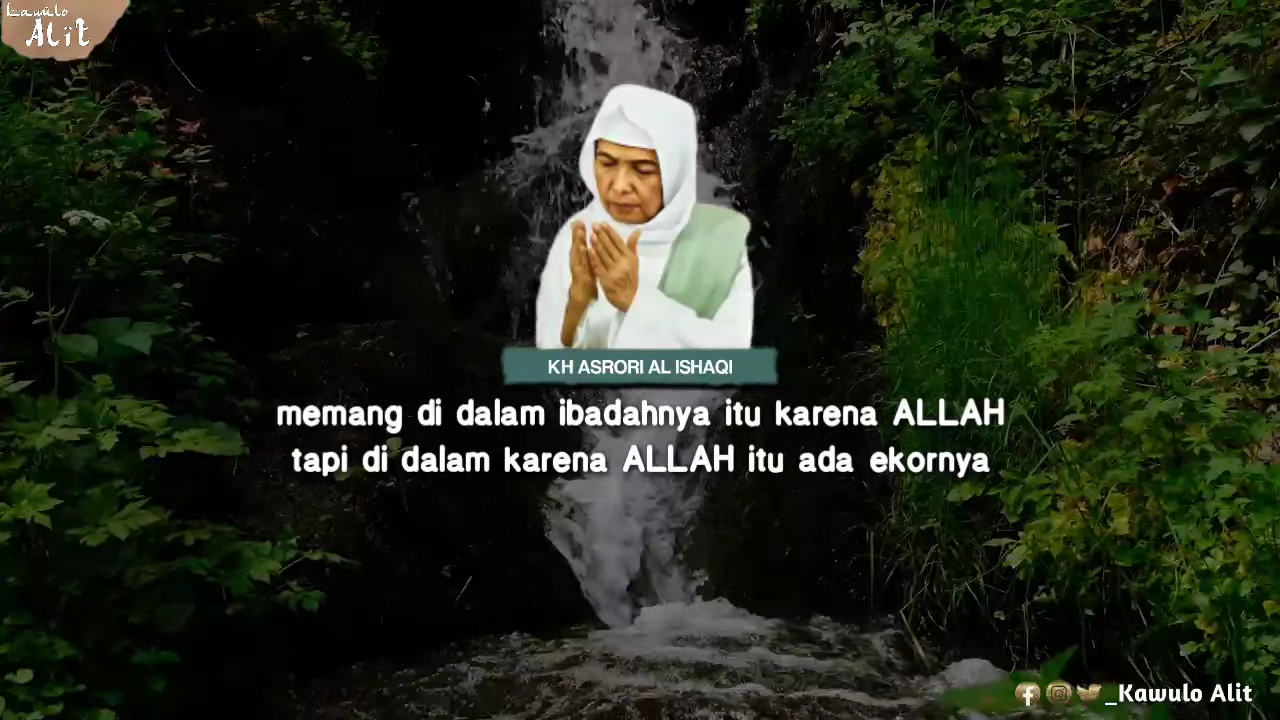 kawulo
Alit
KH ASRORI AL ISHAQI
memang di dalam ibadahnya itu karena ALLAH
tapi di dalam karena ALLAH itu ada ekornya
_Kawulo Alit